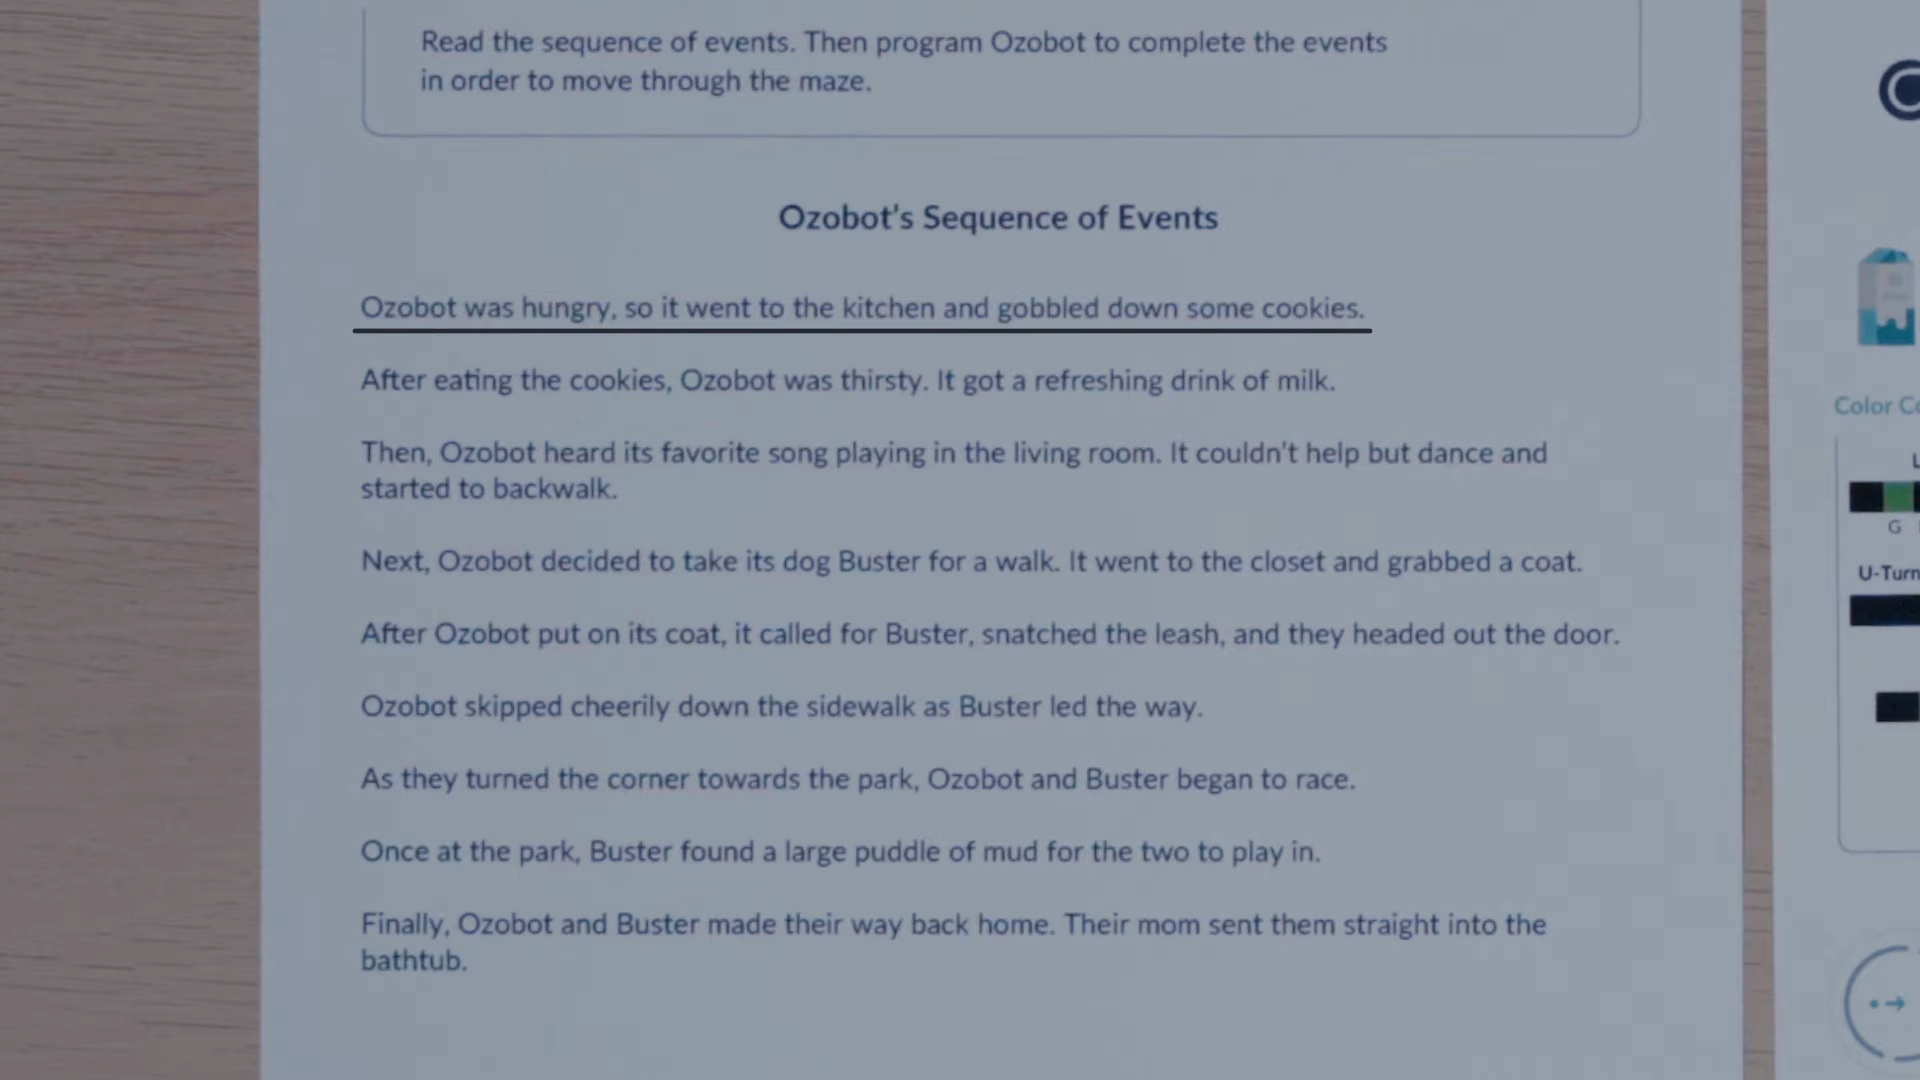 Read the sequence of events. Then program Ozobot to complete the events
in order to move through the maze.
Ozobot's Sequence of Events
Ozobot was hungry, so it went to the kitchen and gobbled down some cookies.
After eating the cookies, Ozobot was thirsty. It got a refreshing drink of milk.
Then, Ozobot heard its favorite song playing in the living room. It couldn't help but dance and
started to backwalk.
Next, Ozobot decided to take its dog Buster for a walk. It went to the closet and grabbed a coat.
After Ozobot put on its coat, it called for Buster, snatched the leash, and they headed out the door.
Ozobot skipped cheerily down the sidewalk as Buster led the way.
As they turned the corner towards the park, Ozobot and Buster began to race.
Once at the park, Buster found a large puddle of mud for the two to play in.
Finally, Ozobot and Buster made their way back home. Their mom sent them straight into the
bathtub.
Color
G
U-Turn